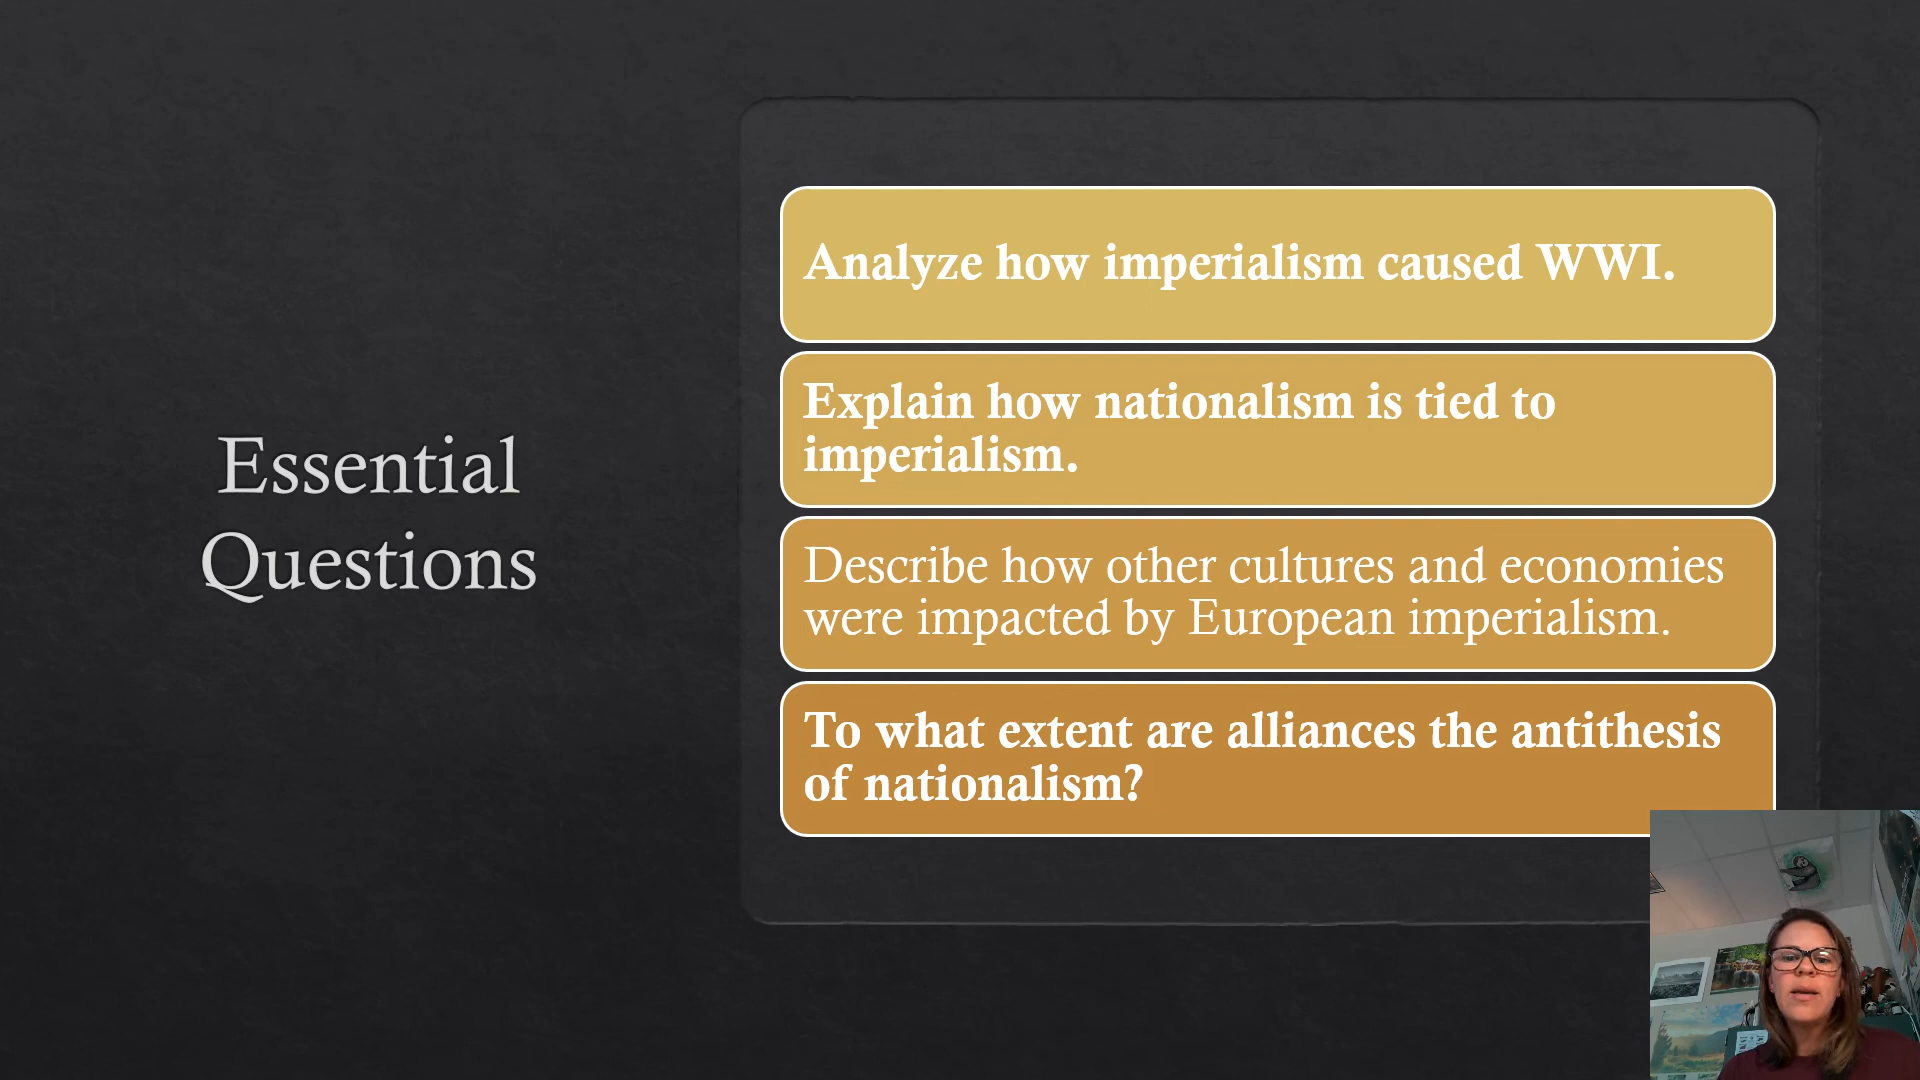 Essential
Questions
Analyze how imperialism caused WWI.
Explain how nationalism is tied to
imperialism.
Describe how other cultures and economies
were impacted by European imperialism.
To what extent are alliances the antithesis
of nationalism?